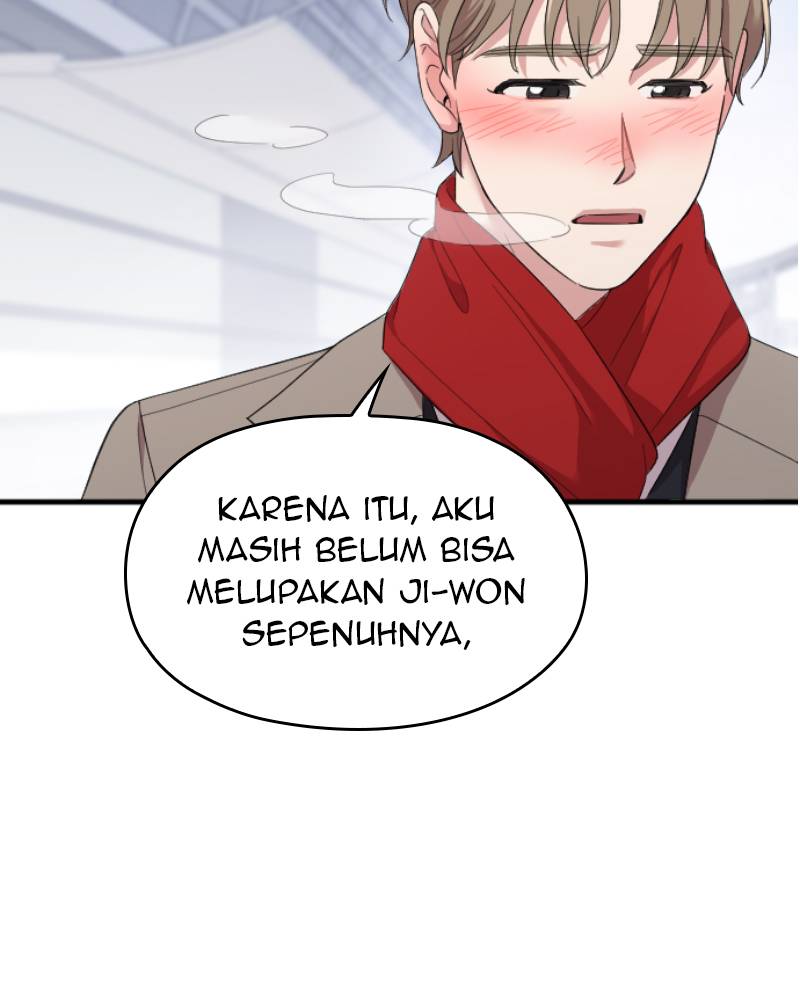 KARENA ITU, AKU
MASIH BELUM BISA
MELUPAKAN JI-WON
SEPENUHNYA,